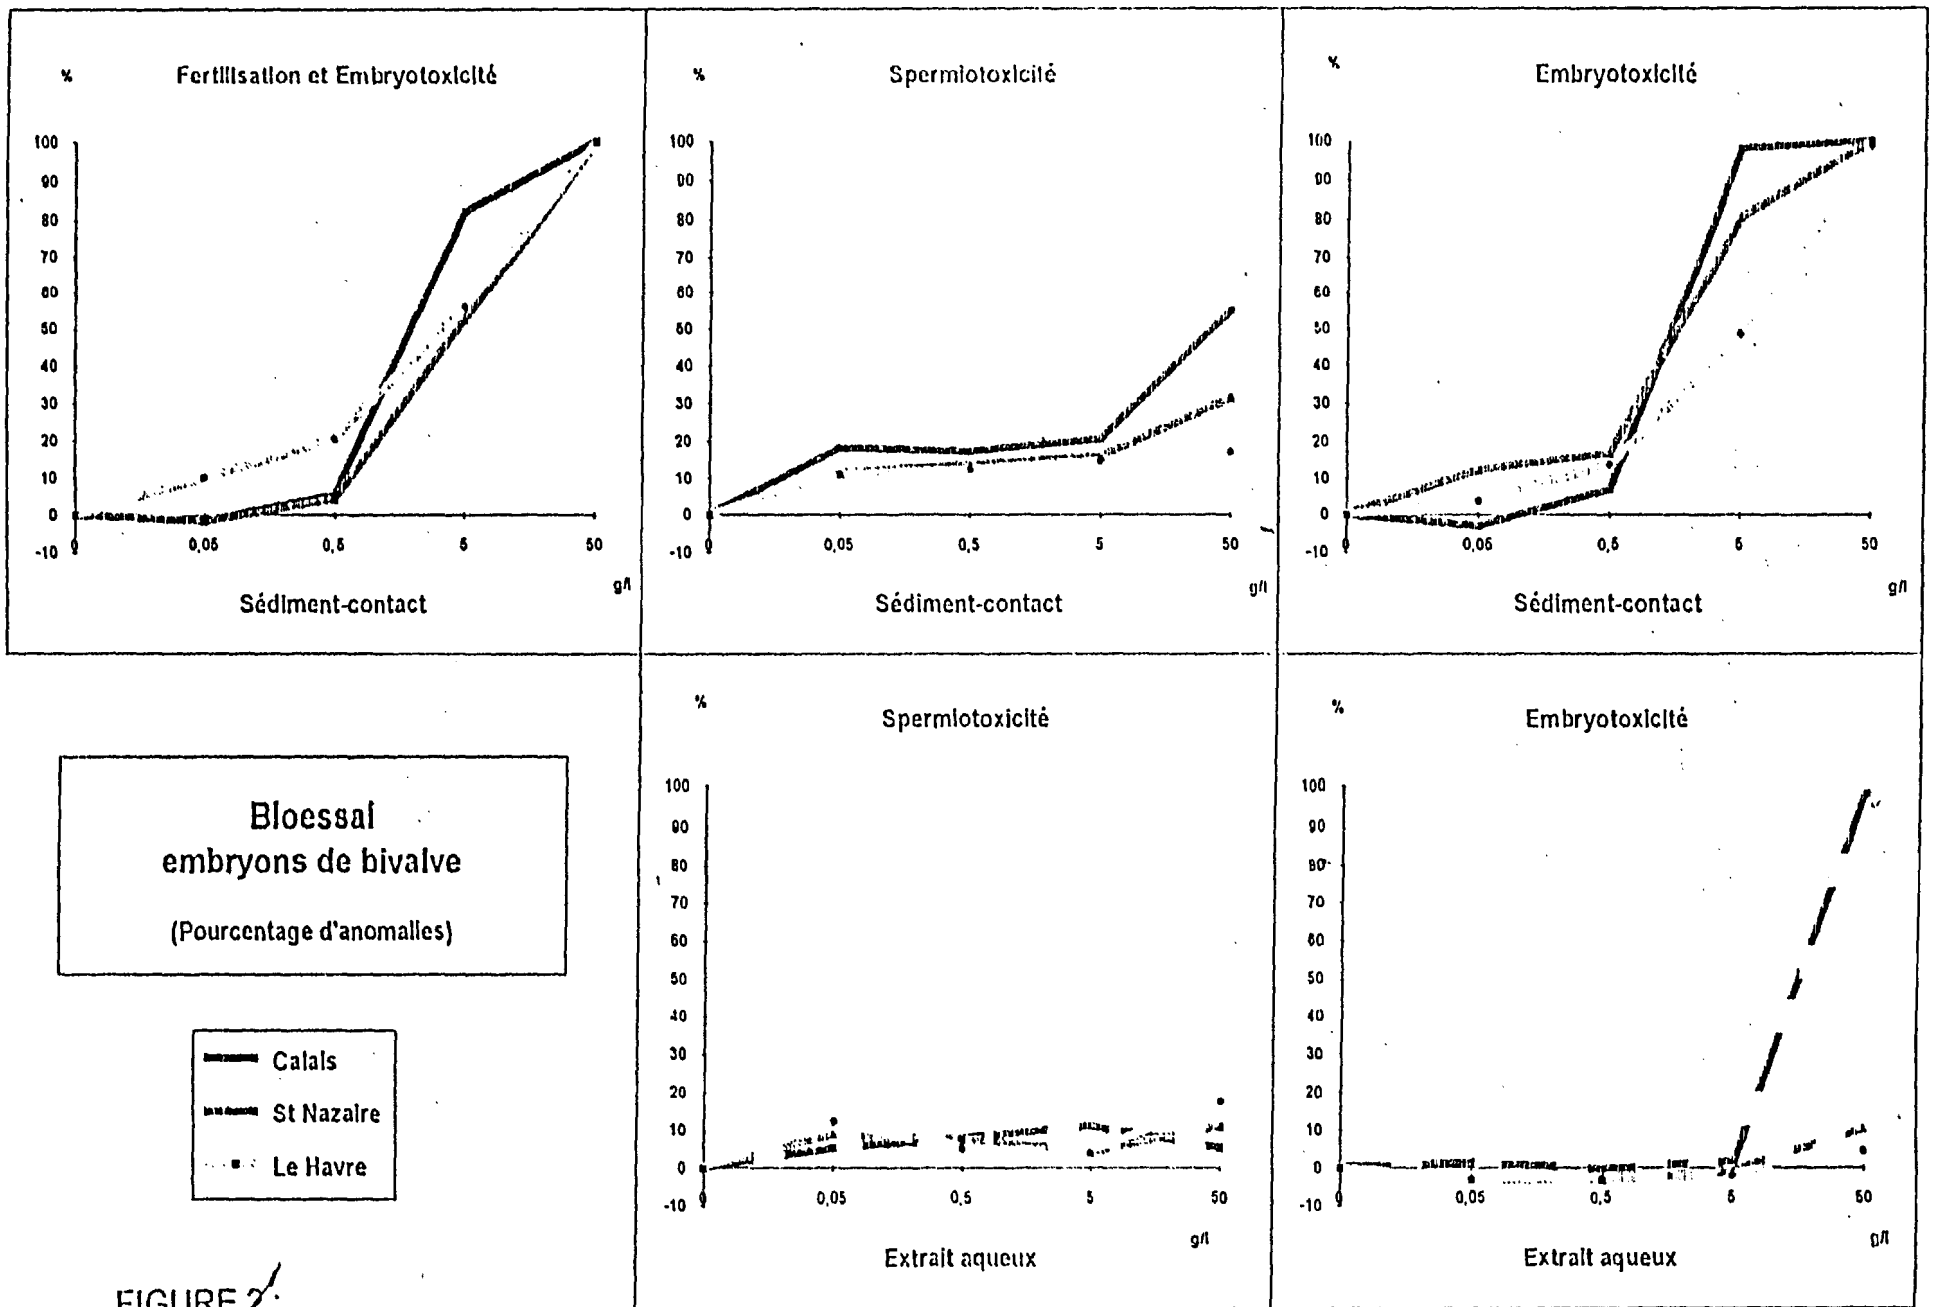 % Fertilisation et Embryotoxicité
100
90
80
70
60
50
40
30
20
10
0
-10
0 0,05 0,5 5 50
g/l
Sédiment-contact
% Spermiotoxicité
100
90
80
70
60
50
40
30
20
10
0
-10
0 0,05 0,5 5 50
g/l
Sédiment-contact
% Embryotoxicité
100
90
80
70
60
50
40
30
20
10
0
-10
0 0,05 0,5 5 50
g/l
Sédiment-contact
Bioessai
embryons de bivalve
(Pourcentage d'anomalies)
Calais
St Nazaire
Le Havre
FIGURE 2:
% Spermiotoxicité
100
90
80
70
60
50
40
30
20
10
0
-10
0 0,05 0,5 5 50
g/l
Extrait aqueux
% Embryotoxicité
100
90
80
70
60
50
40
30
20
10
0
-10
0 0,05 0,5 5 50
g/l
Extrait aqueux